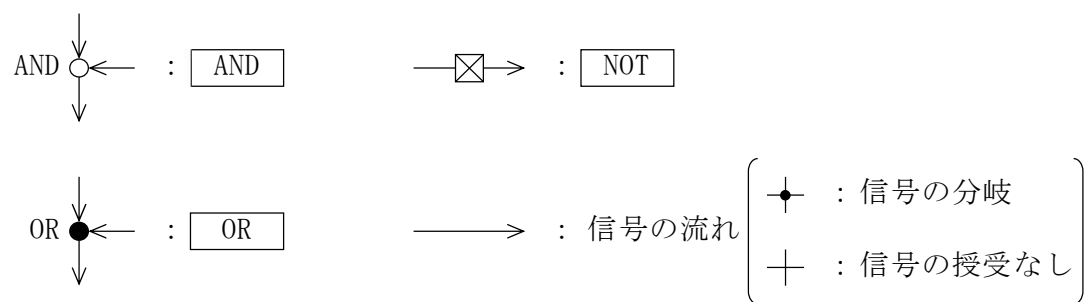 AND : AND : NOT
: 信号の分岐
OR : OR : 信号の流れ
: 信号の授受なし